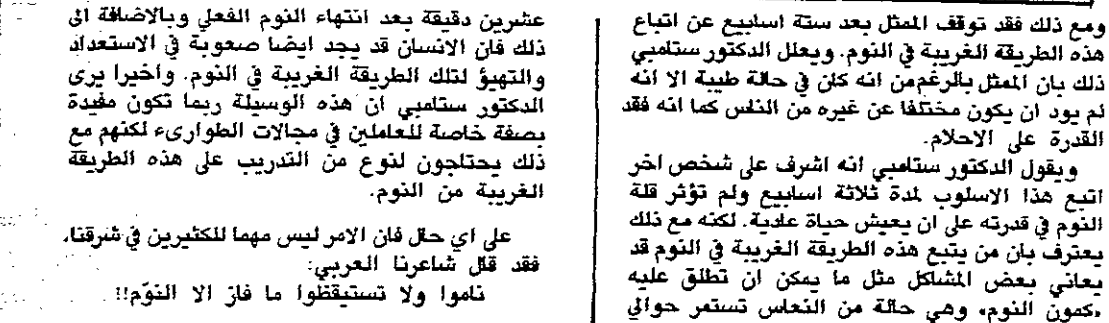 ومع ذلك فقد توقف الممثل بعد ستة اسابيع عن اتباع
هذه الطريقة الغريبة في النوم. ويعلل الدكتور ستامبي
ذلك بان الممثل بالرغم من انه كان في حالة طيبة الا انه
لم يود ان يكون مختلفا عن غيره من الناس كما انه فقد
القدرة على الاحلام.
ويقول الدكتور ستامبي انه اشرف على شخص اخر
اتبع هذا الاسلوب لمدة ثلاثة اسابيع ولم تؤثر قلة
النوم في قدرته على ان يعيش حياة عادية. لكنه مع ذلك
يعترف بان من يتبع هذه الطريقة الغريبة في النوم قد
يعاني بعض المشاكل مثل ما يمكن ان تطلق عليه
«كمون النوم» وهي حالة من النعاس تستمر حوالي
عشرين دقيقة بعد انتهاء النوم الفعلي وبالاضافة الى
ذلك فان الانسان قد يجد ايضا صعوبة في الاستعداد
والتهيؤ لتلك الطريقة الغريبة في النوم. واخيرا يرى
الدكتور ستامبي ان هذه الوسيلة ربما تكون مفيدة
بصفة خاصة للعاملين في مجالات الطوارىء لكنهم مع
ذلك يحتاجون لنوع من التدريب على هذه الطريقة
الغريبة من النوم.
على اي حال فان الامر ليس مهما للكثيرين في شرقنا،
فقد قال شاعرنا العربي:
ناموا ولا تستيقظوا ما فاز الا النوّم!!